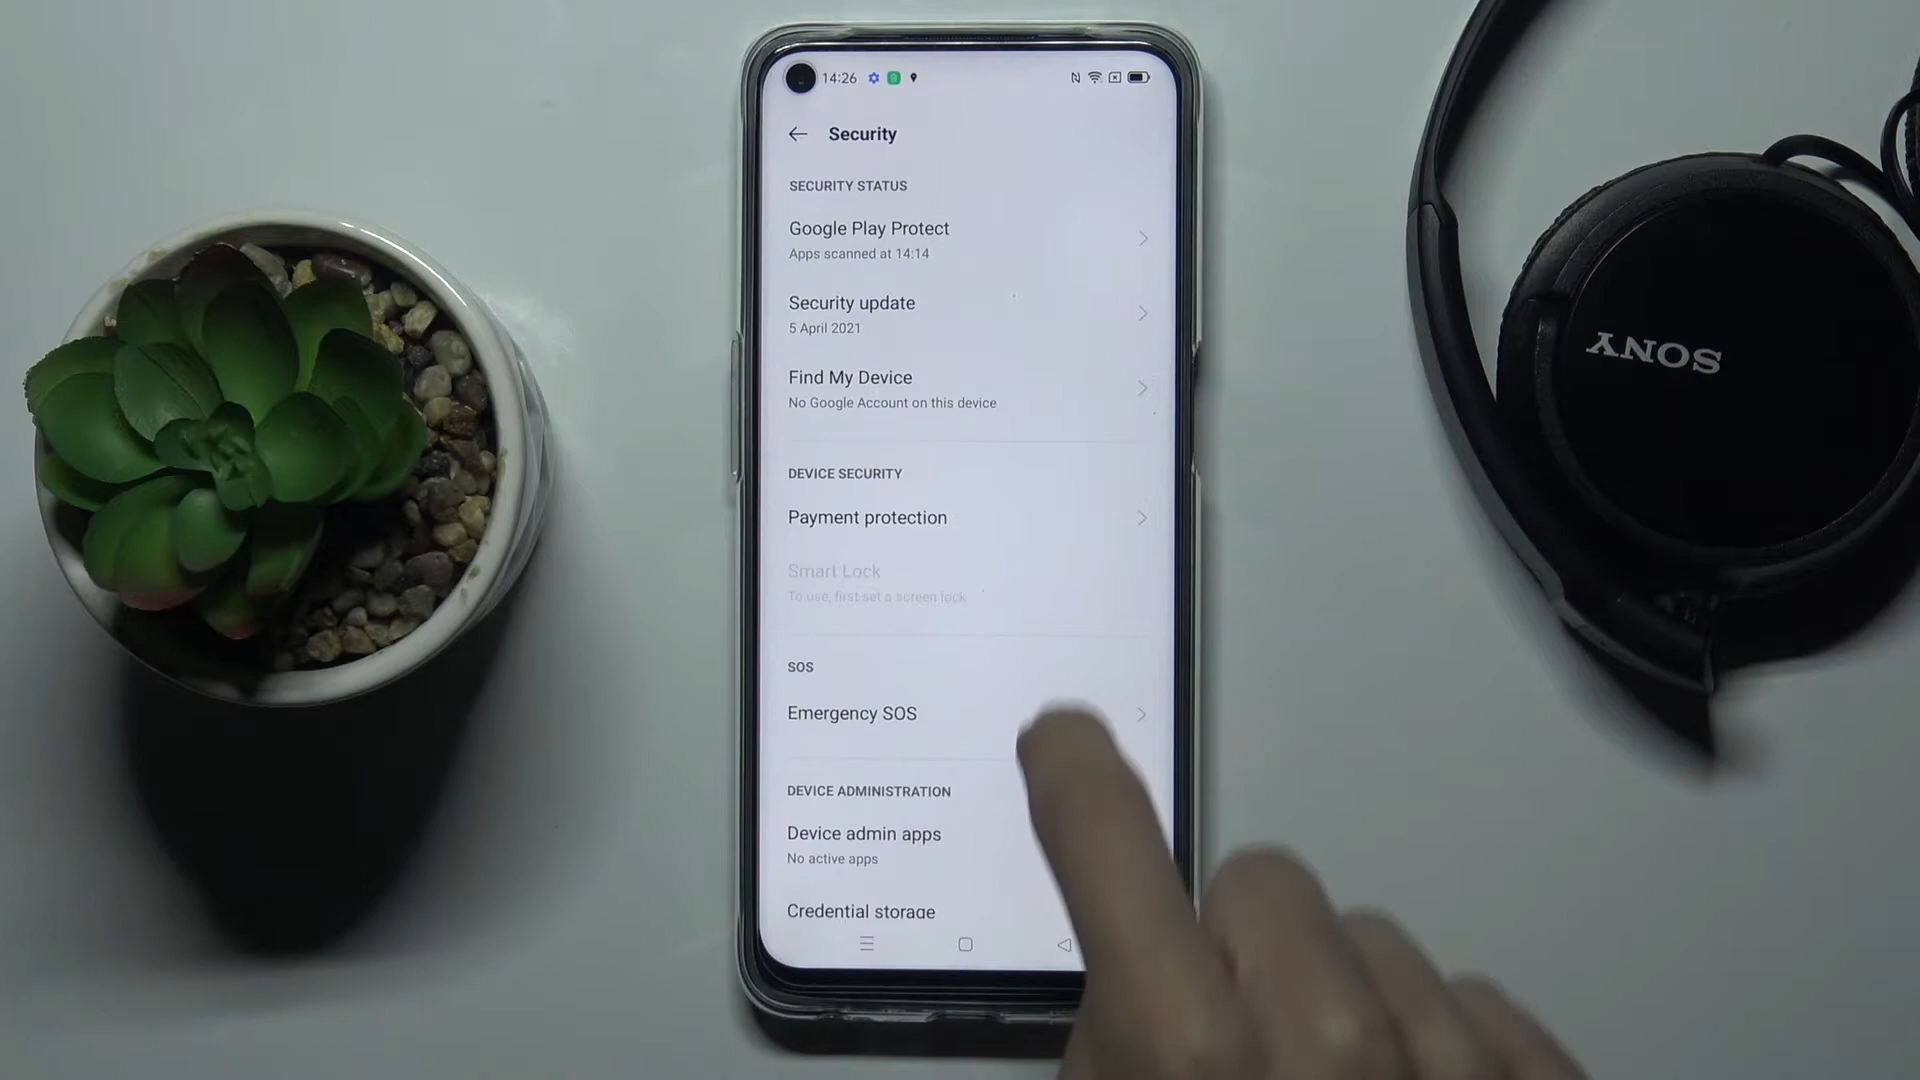 14:26
Security
SECURITY STATUS
Google Play Protect
Apps scanned at 14:14
Security update
5 April 2021
Find My Device
No Google Account on this device
DEVICE SECURITY
Payment protection
Smart Lock
To use, first set a screen lock
SOS
Emergency SOS
DEVICE ADMINISTRATION
Device admin apps
No active apps
Credential storage
SONY